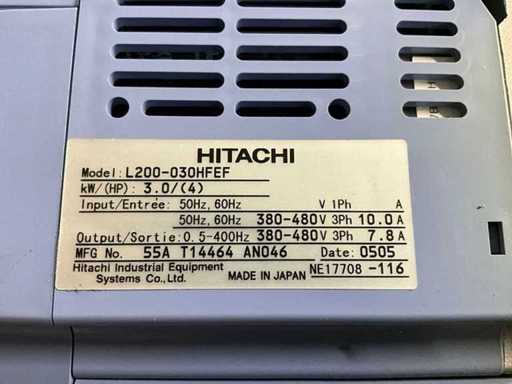 HITACHI
Model: L200-030HFEF
kW/(HP): 3.0/(4)
Input/Entrée: 50Hz, 60Hz V 1Ph A
50Hz, 60Hz 380-480V 3Ph 10.0A
Output/Sortie: 0.5-400Hz 380-480V 3Ph 7.8A
MFG No. 55A T14464 AN046 Date: 0505
Hitachi Industrial Equipment Systems Co., Ltd. MADE IN JAPAN NE17708 -116